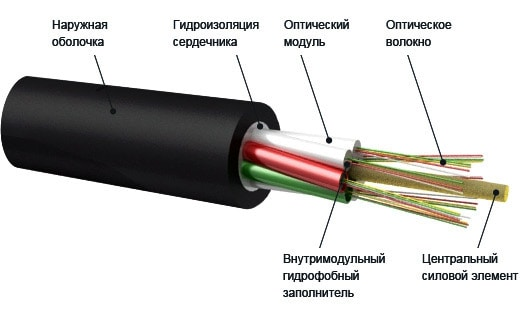 Наружная
оболочка
Гидроизоляция
сердечника
Оптический
модуль
Оптическое
волокно
Внутримодульный
гидрофобный
заполнитель
Центральный
силовой элемент